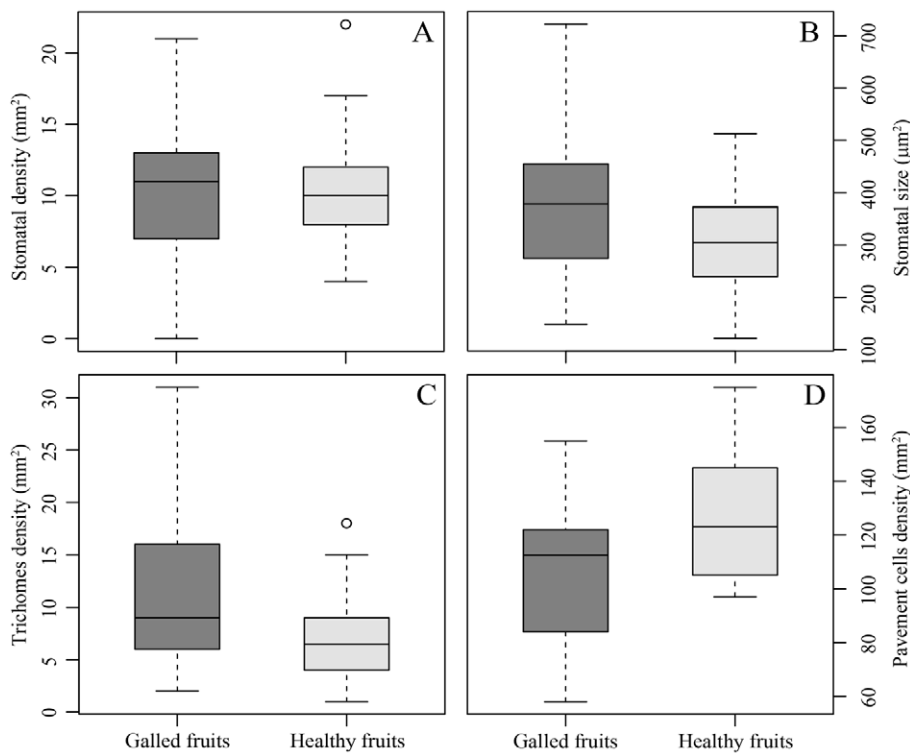 A
Stomatal density (mm²)
0
5
10
15
20
B
Stomatal size (µm²)
100
200
300
400
500
600
700
C
Trichomes density (mm²)
0
5
10
15
20
25
30
D
Pavement cells density (mm²)
60
80
100
120
140
160
Galled fruits
Healthy fruits
Galled fruits
Healthy fruits